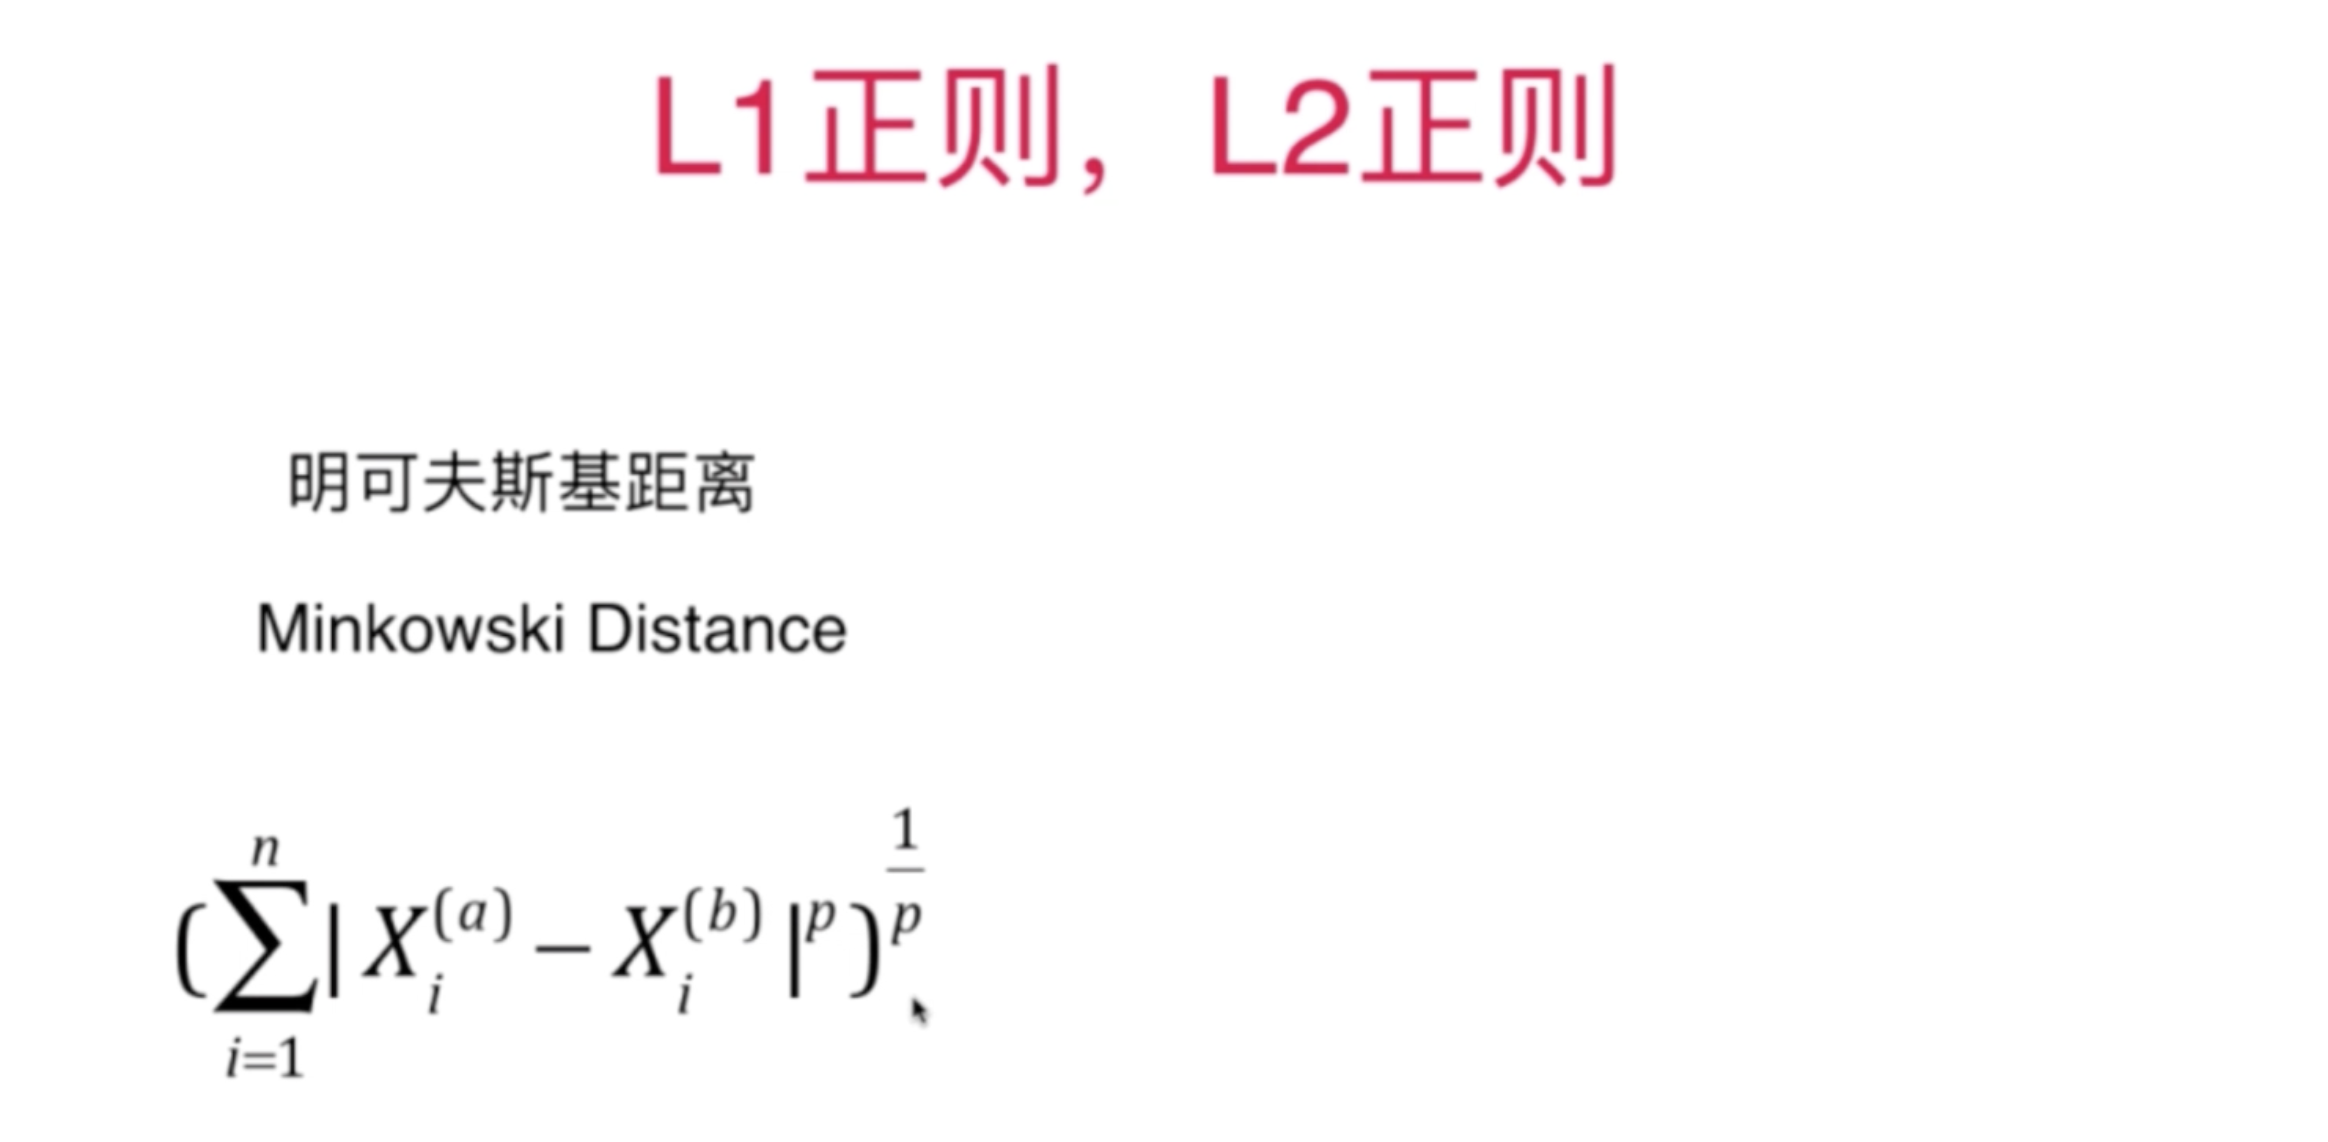 L1正则，L2正则
明可夫斯基距离
Minkowski Distance
(∑_{i=1}^{n} | X_i^{(a)} − X_i^{(b)} |^p)^{1/p}